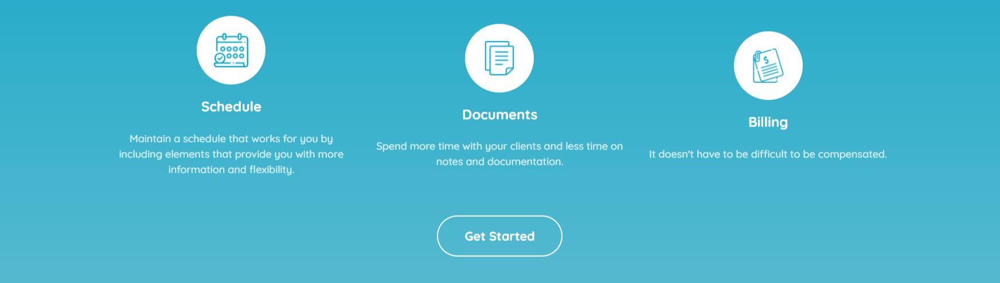 Schedule
Maintain a schedule that works for you by
including elements that provide you with more
information and flexibility.
Documents
Spend more time with your clients and less time on
notes and documentation.
$
Billing
It doesn't have to be difficult to be compensated.
Get Started